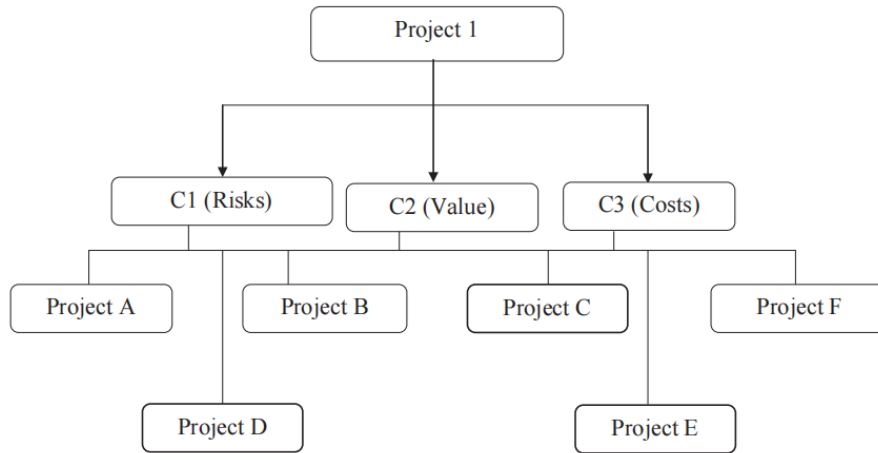 Project 1
C1 (Risks)
C2 (Value)
C3 (Costs)
Project A
Project B
Project C
Project F
Project D
Project E